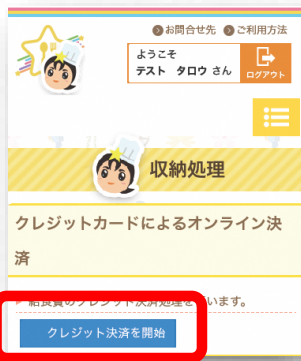 お問合せ先 ご利用方法
ようこそ
テスト タロウ さん
ログアウト
収納処理
クレジットカードによるオンライン決
済
給食費のクレジット決済処理を行います。
クレジット決済を開始